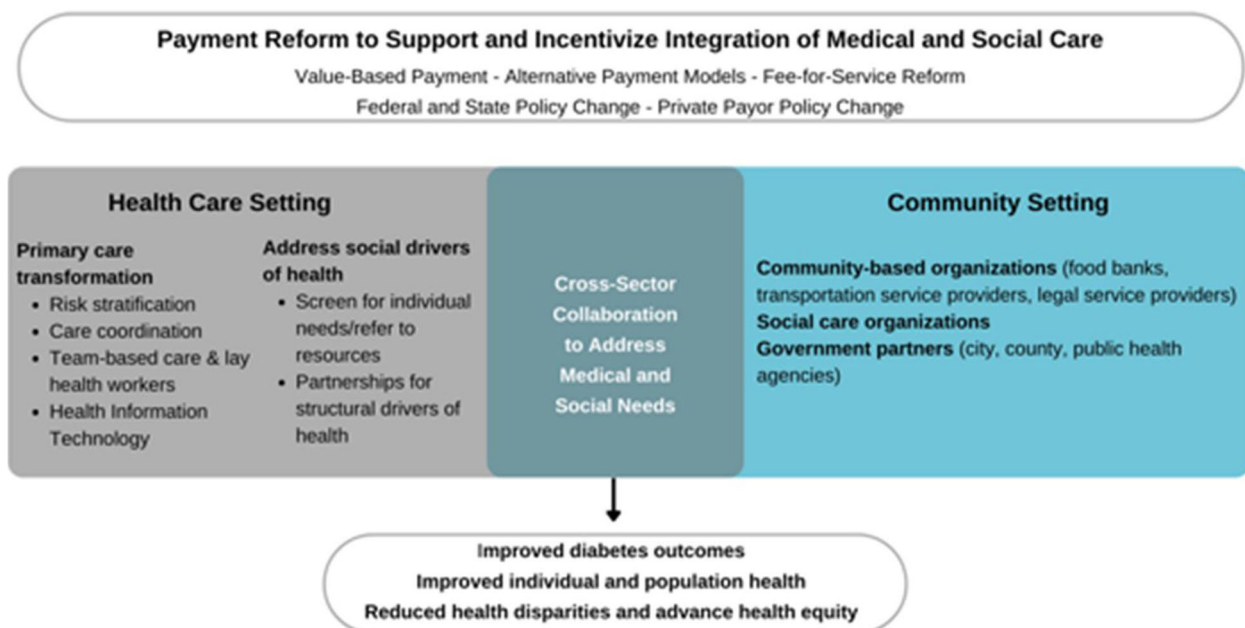 Payment Reform to Support and Incentivize Integration of Medical and Social Care
Value-Based Payment - Alternative Payment Models - Fee-for-Service Reform
Federal and State Policy Change - Private Payor Policy Change
Health Care Setting
Primary care
transformation
• Risk stratification
• Care coordination
• Team-based care & lay
health workers
• Health Information
Technology
Address social drivers
of health
• Screen for individual
needs/refer to
resources
• Partnerships for
structural drivers of
health
Cross-Sector
Collaboration
to Address
Medical and
Social Needs
Community Setting
Community-based organizations (food banks,
transportation service providers, legal service providers)
Social care organizations
Government partners (city, county, public health
agencies)
Improved diabetes outcomes
Improved individual and population health
Reduced health disparities and advance health equity